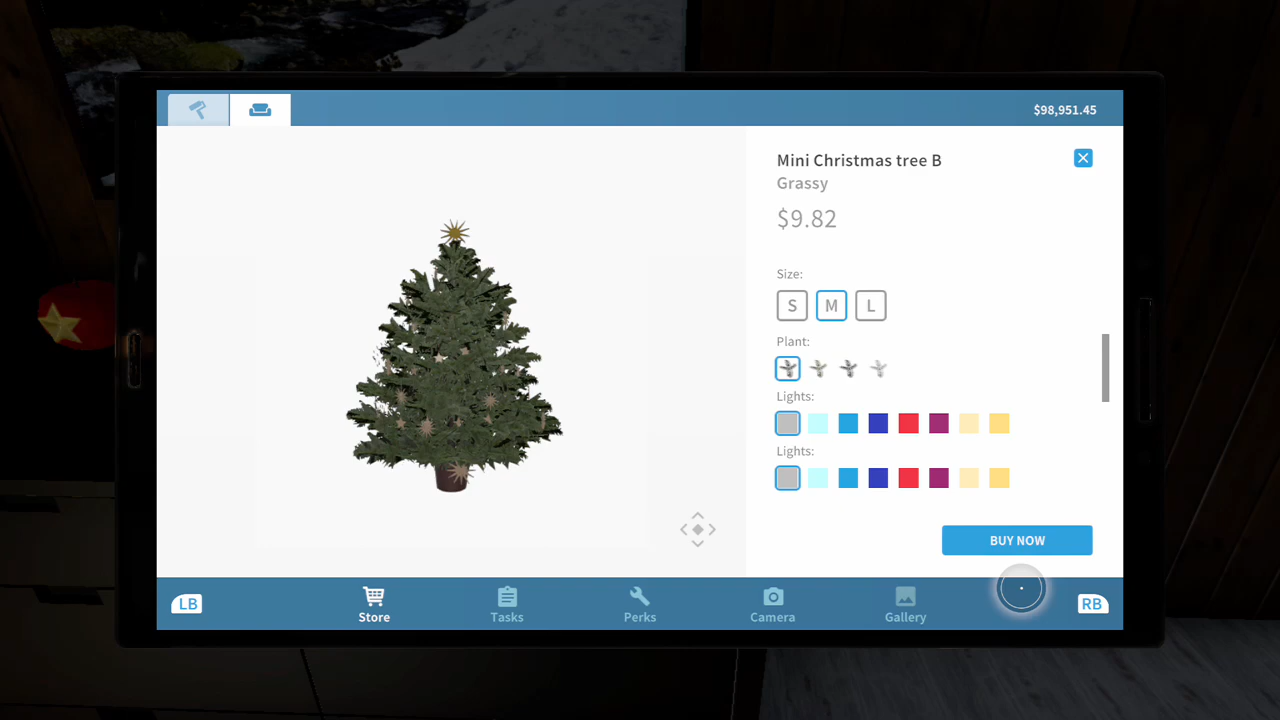 $98,951.45
Mini Christmas tree B
Grassy
$9.82
Size:
S M L
Plant:
Lights:
Lights:
BUY NOW
LB
Store
Tasks
Perks
Camera
Gallery
RB